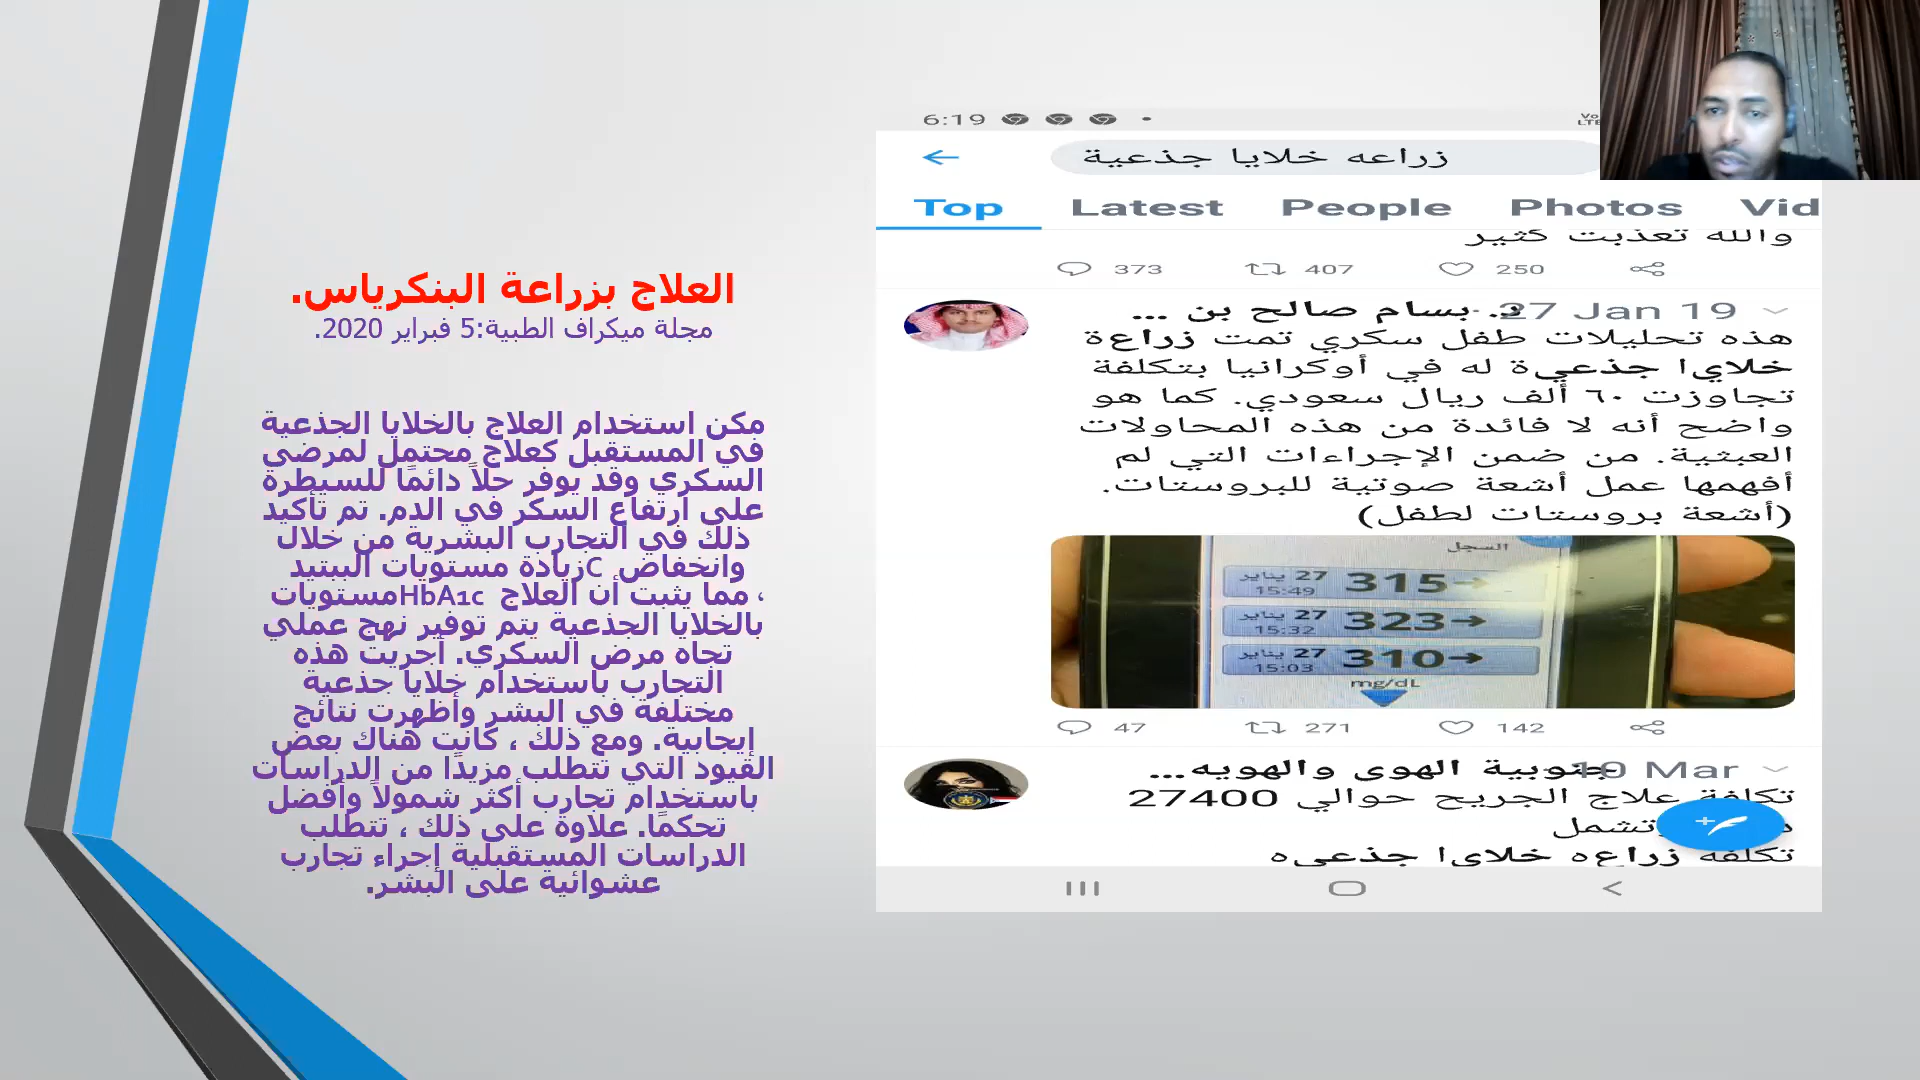 العلاج بزراعة البنكرياس.
مجلة ميكراف الطبية:5 فبراير 2020.
مكن استخدام العلاج بالخلايا الجذعية
في المستقبل كعلاج محتمل لمرضى
السكري وقد يوفر حلاً دائمًا للسيطرة
على ارتفاع السكر في الدم. تم تأكيد
ذلك في التجارب البشرية من خلال
وانخفاض Cزيادة مستويات الببتيد
، مما يثبت أن العلاج HbA1cمستويات
بالخلايا الجذعية يتم توفير نهج عملي
تجاه مرض السكري. أجريت هذه
التجارب باستخدام خلايا جذعية
مختلفة في البشر وأظهرت نتائج
إيجابية. ومع ذلك ، كانت هناك بعض
القيود التي تتطلب مزيدًا من الدراسات
باستخدام تجارب أكثر شمولاً وأفضل
تحكمًا. علاوة على ذلك ، تتطلب
الدراسات المستقبلية إجراء تجارب
عشوائية على البشر.
6:19
زراعه خلايا جذعية
Top Latest People Photos Vid
والله تعذبت كثير
373 407 250
د. بسام صالح بن ... 27 Jan 19
هذه تحليلات طفل سكري تمت زراعة
خلايا جذعية له في أوكرانيا بتكلفة
تجاوزت ٦٠ ألف ريال سعودي. كما هو
واضح أنه لا فائدة من هذه المحاولات
العبثية. من ضمن الإجراءات التي لم
أفهمها عمل أشعة صوتية للبروستات.
(أشعة بروستات لطفل)
السجل
27 يناير 315
15:49
27 يناير 323
15:32
27 يناير 310
15:03
mg/dL
47 271 142
جنوبية الهوى والهويه... 10 Mar
تكلفة علاج الجريح حوالي 27400
تشمل
تكلفة زراعه خلايا جذعيه